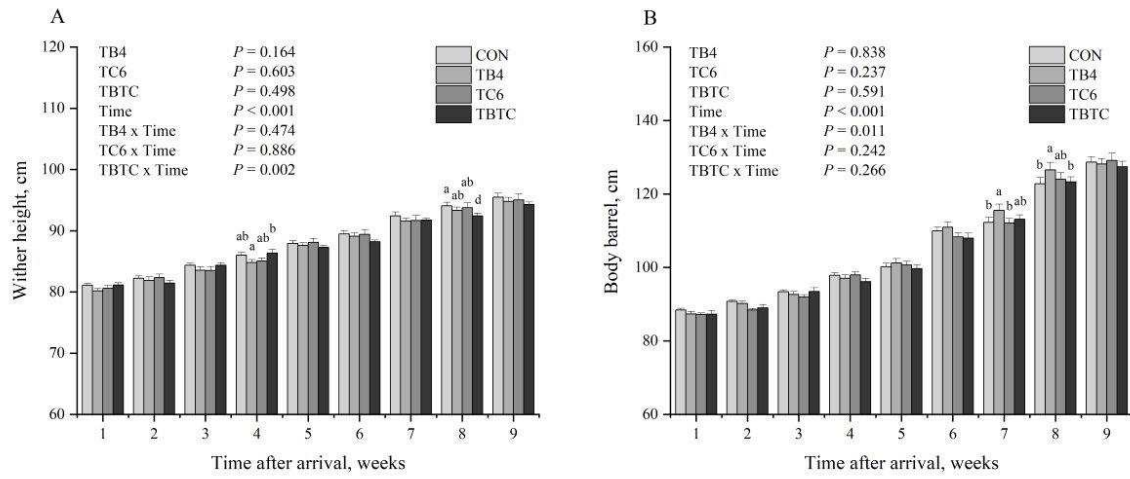 A
120
110
100
90
80
70
60
Wither height, cm
TB4 P = 0.164
TC6 P = 0.603
TBTC P = 0.498
Time P < 0.001
TB4 x Time P = 0.474
TC6 x Time P = 0.886
TBTC x Time P = 0.002
CON
TB4
TC6
TBTC
ab a ab b
a ab ab d
1 2 3 4 5 6 7 8 9
Time after arrival, weeks
B
160
140
120
100
80
60
Body barrel, cm
TB4 P = 0.838
TC6 P = 0.237
TBTC P = 0.591
Time P < 0.001
TB4 x Time P = 0.011
TC6 x Time P = 0.242
TBTC x Time P = 0.266
CON
TB4
TC6
TBTC
b a b ab
b a ab b
1 2 3 4 5 6 7 8 9
Time after arrival, weeks